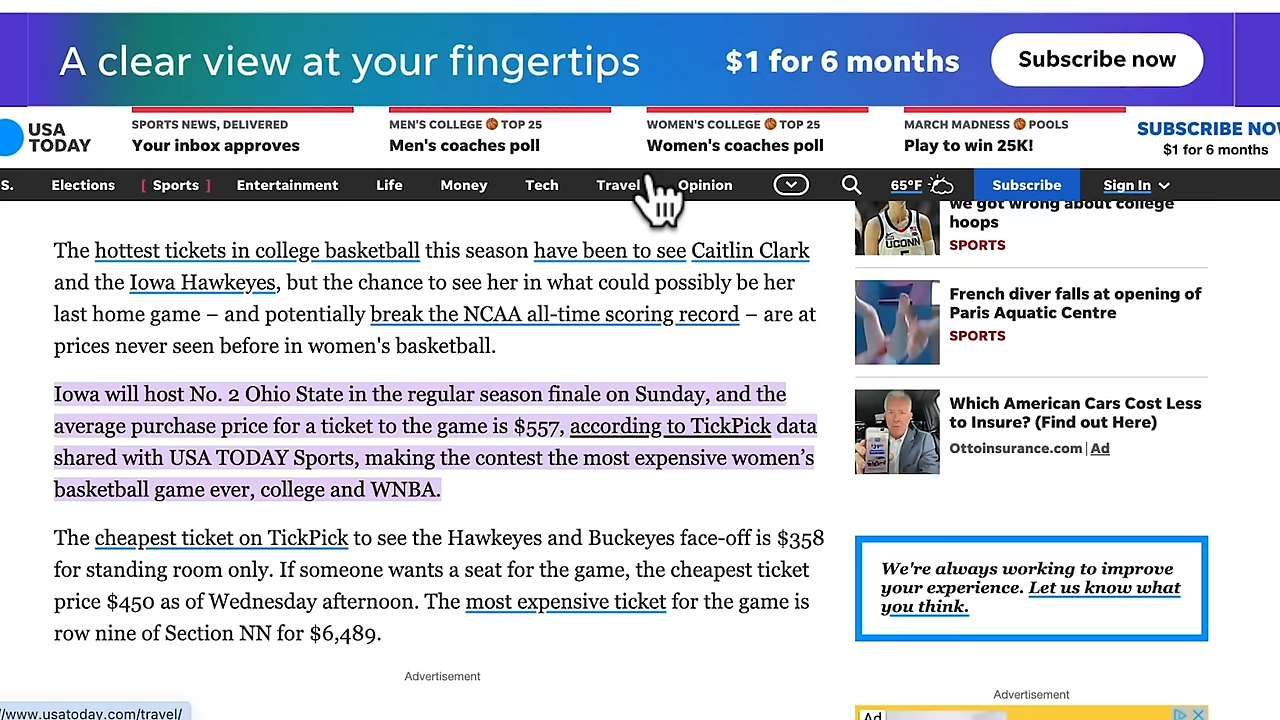 A clear view at your fingertips
$1 for 6 months
Subscribe now
USA
TODAY
SPORTS NEWS, DELIVERED
Your inbox approves
MEN'S COLLEGE 🏀 TOP 25
Men's coaches poll
WOMEN'S COLLEGE 🏀 TOP 25
Women's coaches poll
MARCH MADNESS 🏀 POOLS
Play to win 25K!
SUBSCRIBE NOW
$1 for 6 months
S.
Elections
[ Sports ]
Entertainment
Life
Money
Tech
Travel
Opinion
65°F
Subscribe
Sign In
The hottest tickets in college basketball this season have been to see Caitlin Clark
and the Iowa Hawkeyes, but the chance to see her in what could possibly be her
last home game – and potentially break the NCAA all-time scoring record – are at
prices never seen before in women's basketball.
Iowa will host No. 2 Ohio State in the regular season finale on Sunday, and the
average purchase price for a ticket to the game is $557, according to TickPick data
shared with USA TODAY Sports, making the contest the most expensive women’s
basketball game ever, college and WNBA.
The cheapest ticket on TickPick to see the Hawkeyes and Buckeyes face-off is $358
for standing room only. If someone wants a seat for the game, the cheapest ticket
price $450 as of Wednesday afternoon. The most expensive ticket for the game is
row nine of Section NN for $6,489.
Advertisement
we got wrong about college
hoops
SPORTS
UCONN
French diver falls at opening of
Paris Aquatic Centre
SPORTS
Which American Cars Cost Less
to Insure? (Find out Here)
Ottoinsurance.com | Ad
We're always working to improve
your experience. Let us know what
you think.
Advertisement
Ad
//www.usatoday.com/travel/